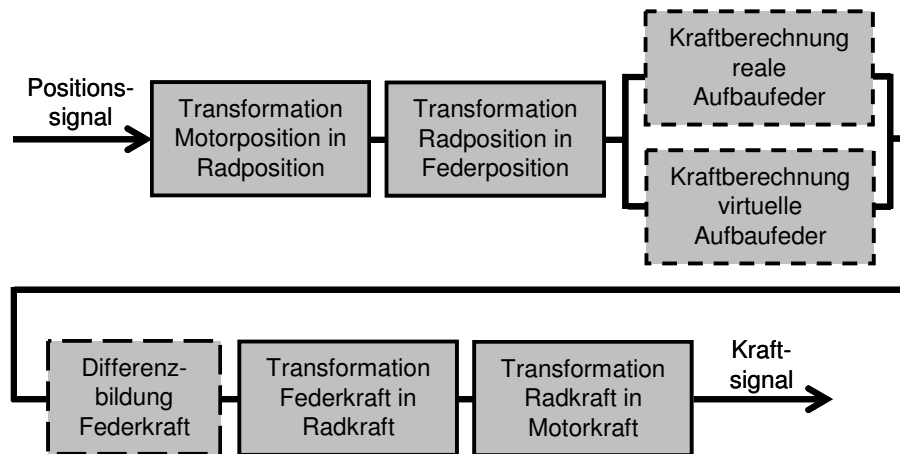 Positions-
signal
Transformation
Motorposition in
Radposition
Transformation
Radposition in
Federposition
Kraftberechnung
reale
Aufbaufeder
Kraftberechnung
virtuelle
Aufbaufeder
Differenz-
bildung
Federkraft
Transformation
Federkraft in
Radkraft
Transformation
Radkraft in
Motorkraft
Kraft-
signal